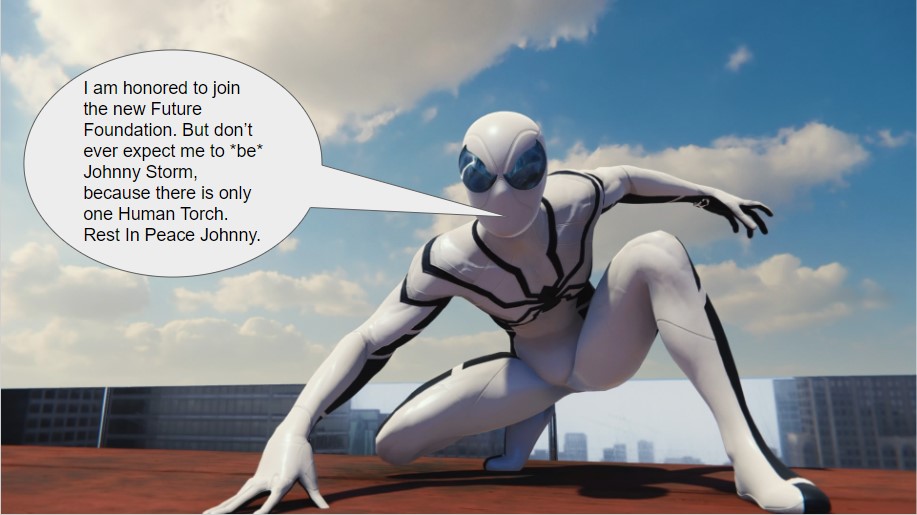 I am honored to join
the new Future
Foundation. But don’t
ever expect me to *be*
Johnny Storm,
because there is only
one Human Torch.
Rest In Peace Johnny.